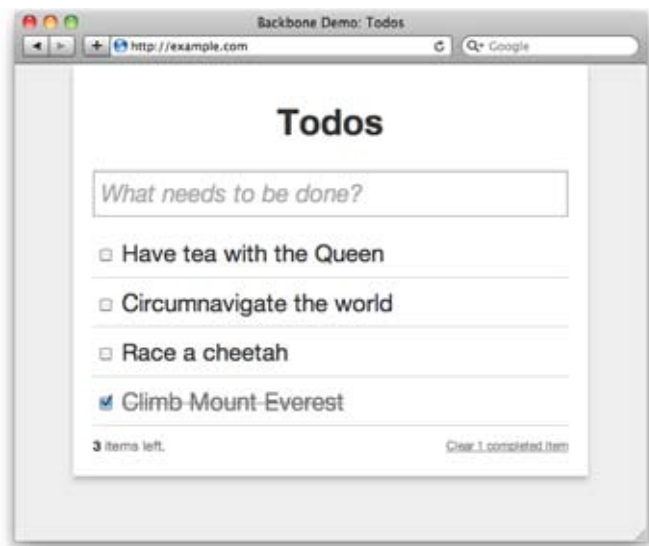 Backbone Demo: Todos
http://example.com
Google
Todos
What needs to be done?
Have tea with the Queen
Circumnavigate the world
Race a cheetah
Climb Mount Everest
3 items left.
Clear 1 completed item